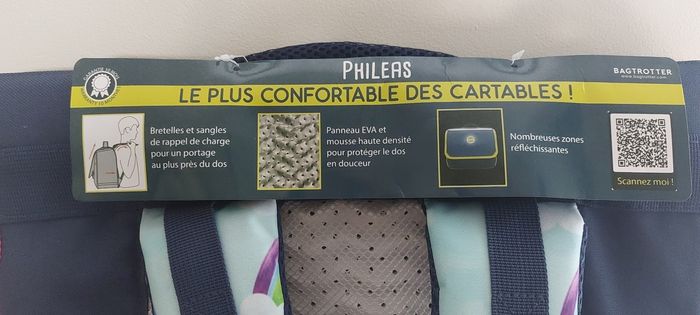 PHILEAS
BAGTROTTER
www.bagtrotter.com
LE PLUS CONFORTABLE DES CARTABLES !
Bretelles et sangles
de rappel de charge
pour un portage
au plus près du dos
Panneau EVA et
mousse haute densité
pour protéger le dos
en douceur
Nombreuses zones
réfléchissantes
Scannez moi !